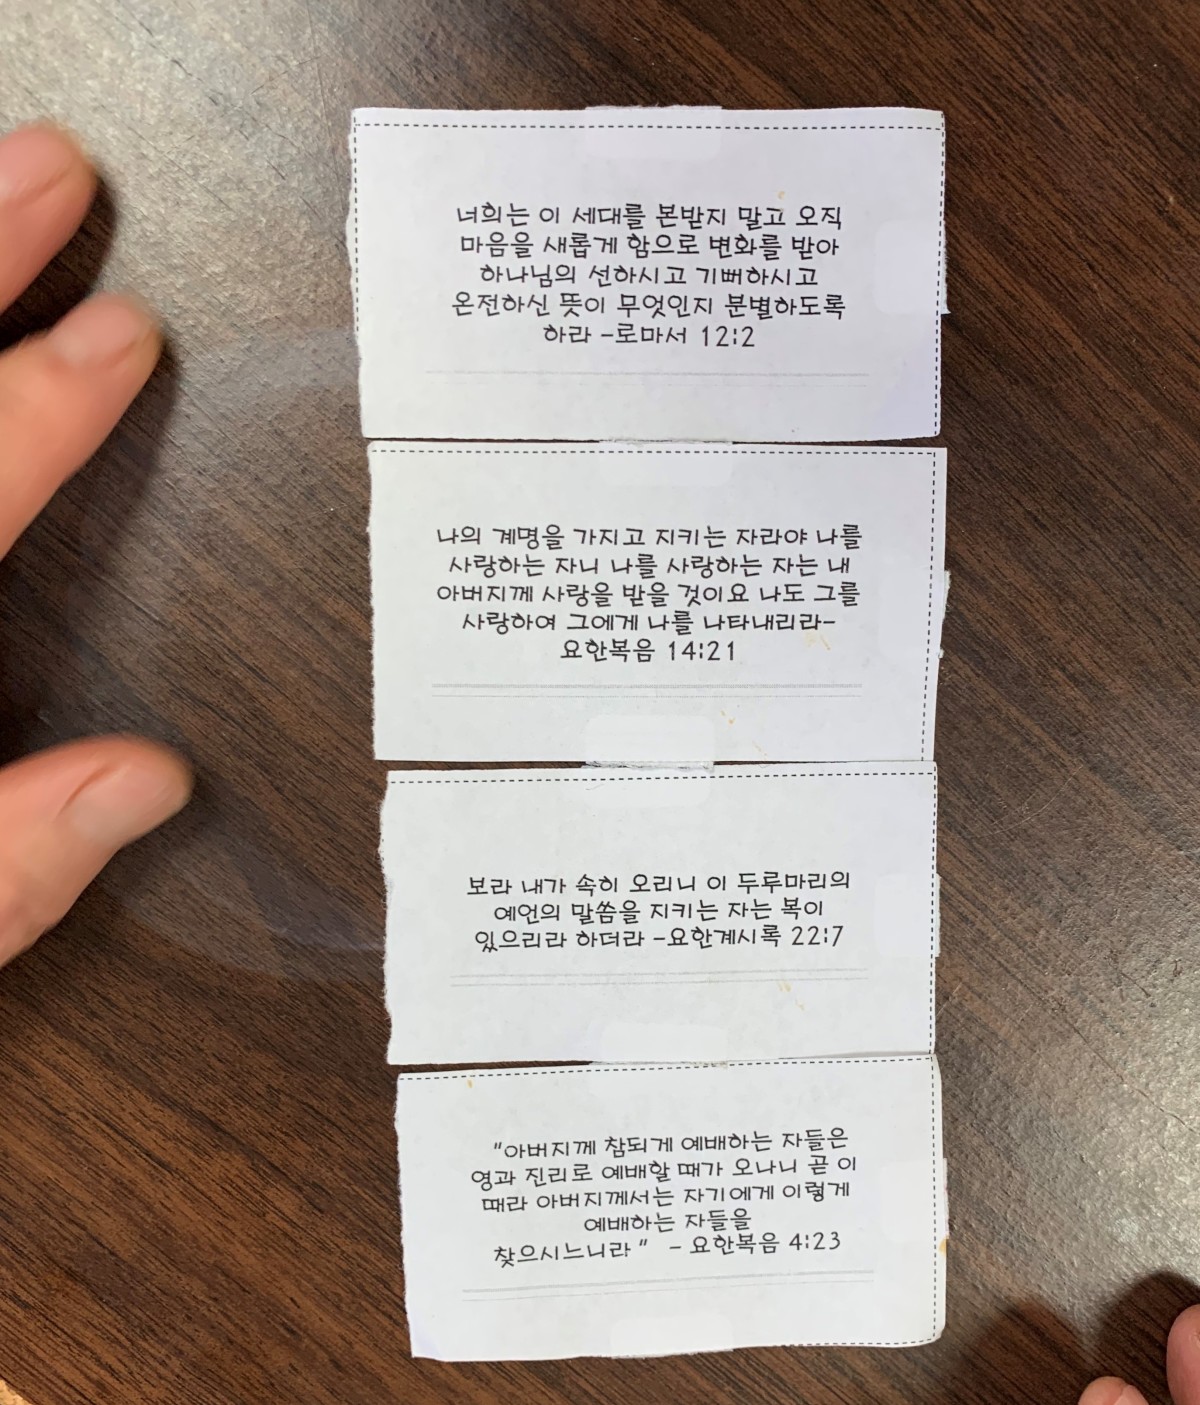 너희는 이 세대를 본받지 말고 오직
마음을 새롭게 함으로 변화를 받아
하나님의 선하시고 기뻐하시고
온전하신 뜻이 무엇인지 분별하도록
하라 -로마서 12:2
나의 계명을 가지고 지키는 자라야 나를
사랑하는 자니 나를 사랑하는 자는 내
아버지께 사랑을 받을 것이요 나도 그를
사랑하여 그에게 나를 나타내리라-
요한복음 14:21
보라 내가 속히 오리니 이 두루마리의
예언의 말씀을 지키는 자는 복이
있으리라 하더라 -요한계시록 22:7
"아버지께 참되게 예배하는 자들은
영과 진리로 예배할 때가 오나니 곧 이
때라 아버지께서는 자기에게 이렇게
예배하는 자들을
찾으시느니라" - 요한복음 4:23